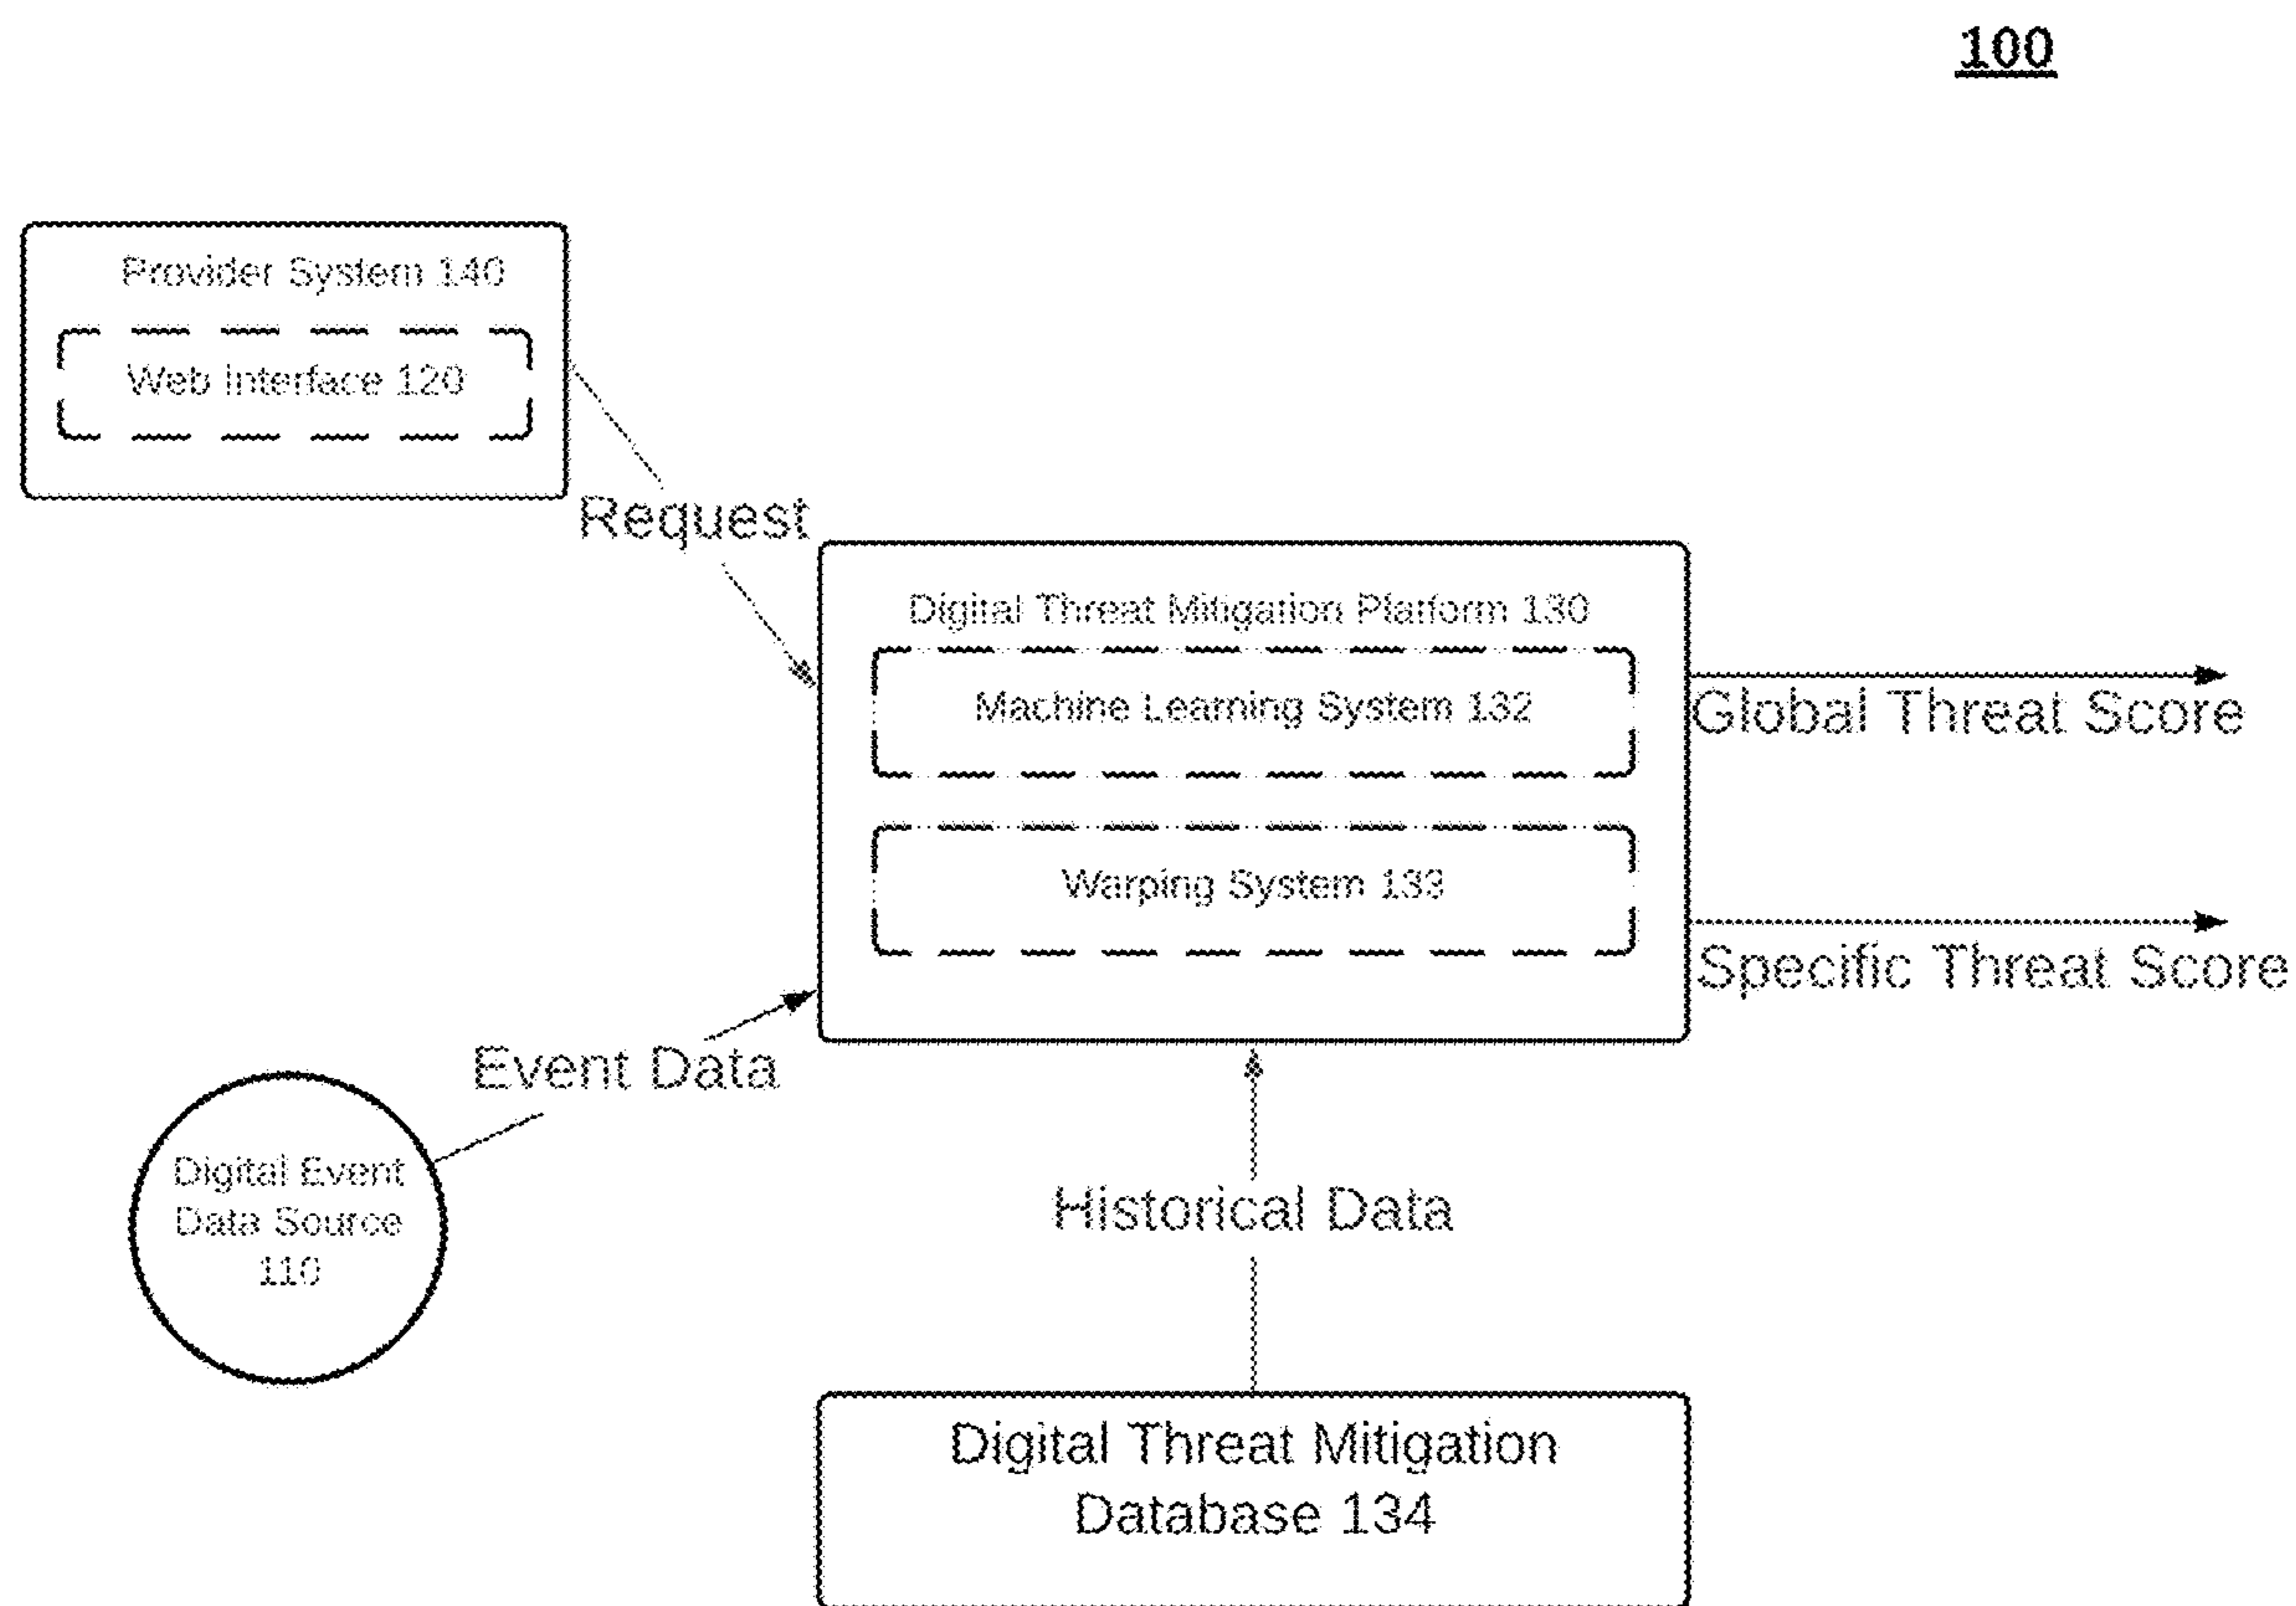 100
Provider System 140
Web Interface 120
Request
Digital Threat Mitigation Platform 130
Machine Learning System 132
Global Threat Score
Warping System 133
Specific Threat Score
Event Data
Digital Event
Data Source
110
Historical Data
Digital Threat Mitigation
Database 134